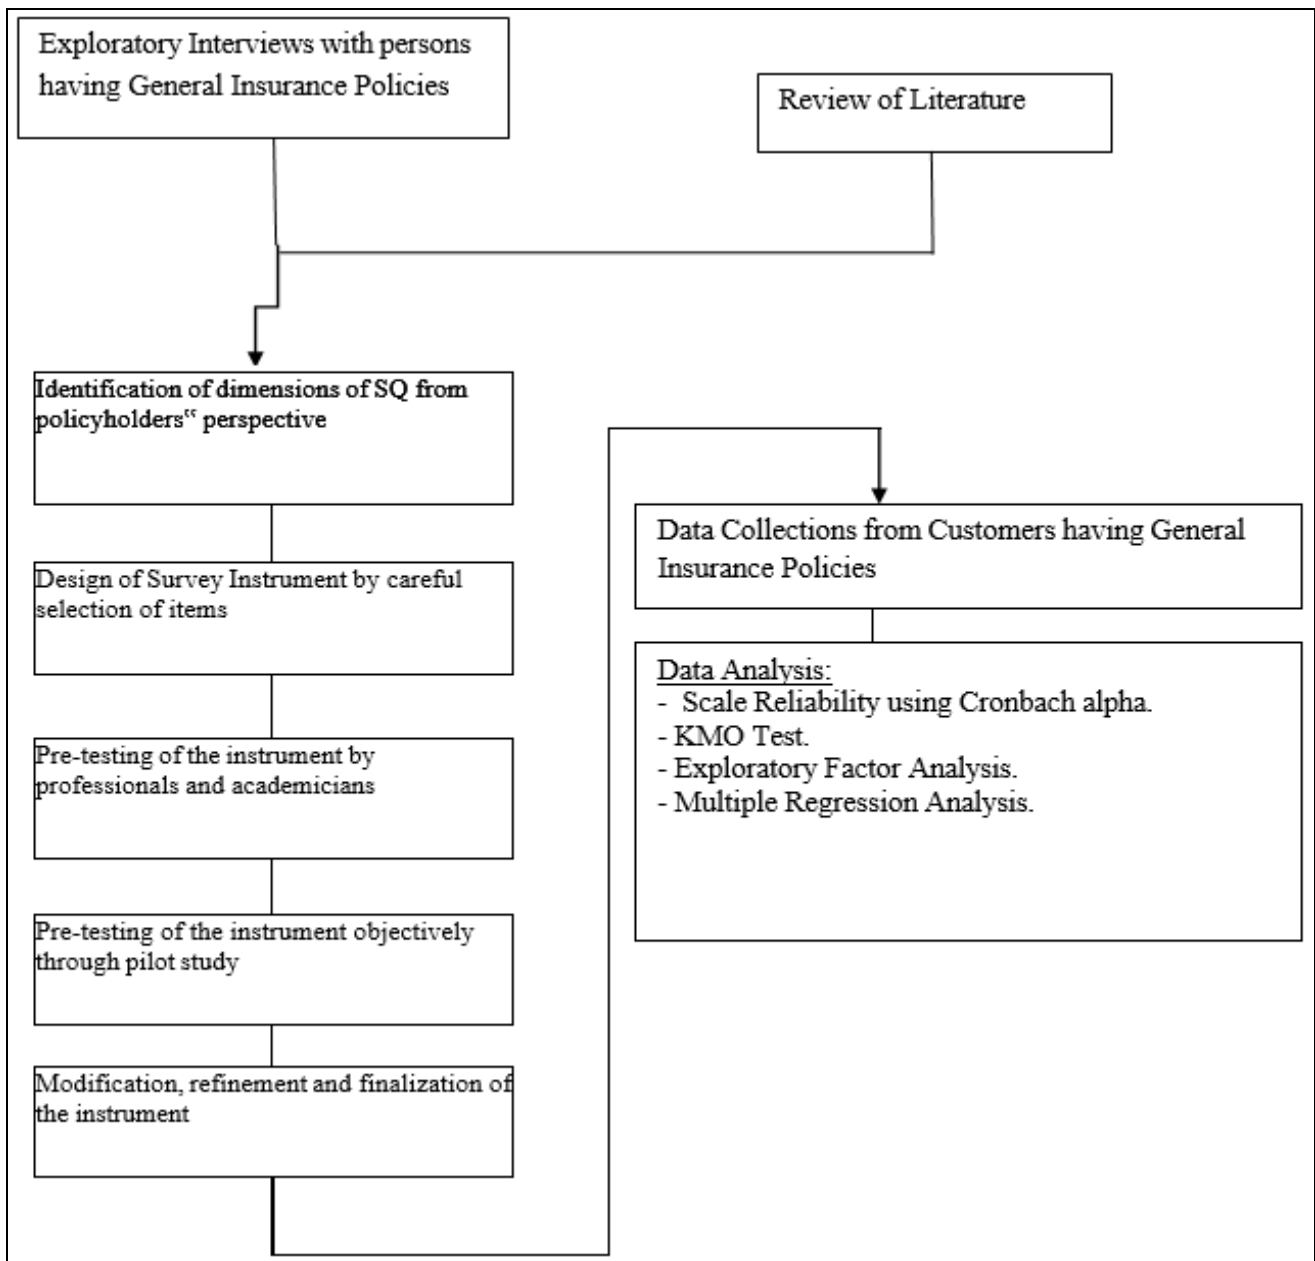 Exploratory Interviews with persons
having General Insurance Policies
Review of Literature
Identification of dimensions of SQ from
policyholders‟ perspective
Design of Survey Instrument by careful
selection of items
Pre-testing of the instrument by
professionals and academicians
Pre-testing of the instrument objectively
through pilot study
Modification, refinement and finalization of
the instrument
Data Collections from Customers having General
Insurance Policies
Data Analysis:
- Scale Reliability using Cronbach alpha.
- KMO Test.
- Exploratory Factor Analysis.
- Multiple Regression Analysis.